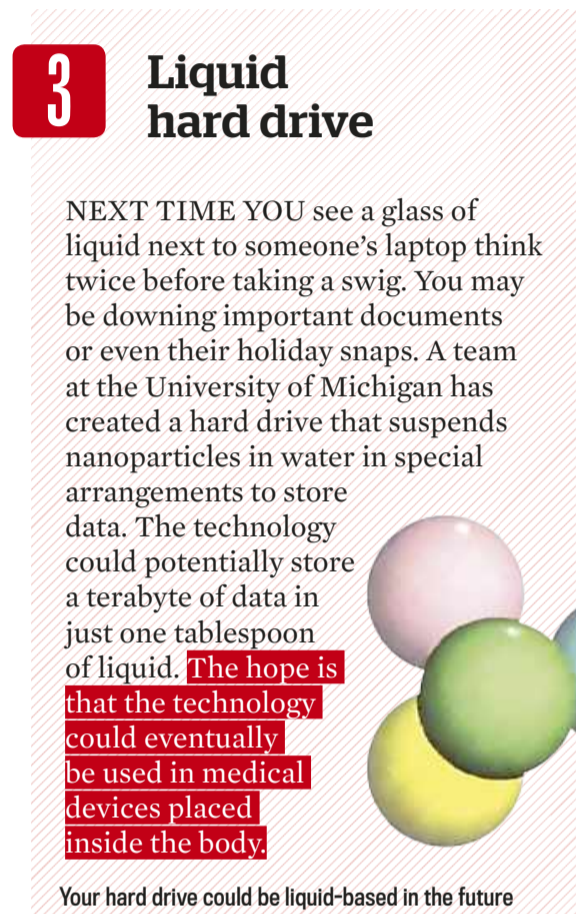 3
Liquid
hard drive
NEXT TIME YOU see a glass of
liquid next to someone’s laptop think
twice before taking a swig. You may
be downing important documents
or even their holiday snaps. A team
at the University of Michigan has
created a hard drive that suspends
nanoparticles in water in special
arrangements to store
data. The technology
could potentially store
a terabyte of data in
just one tablespoon
of liquid. The hope is
that the technology
could eventually
be used in medical
devices placed
inside the body.
Your hard drive could be liquid-based in the future